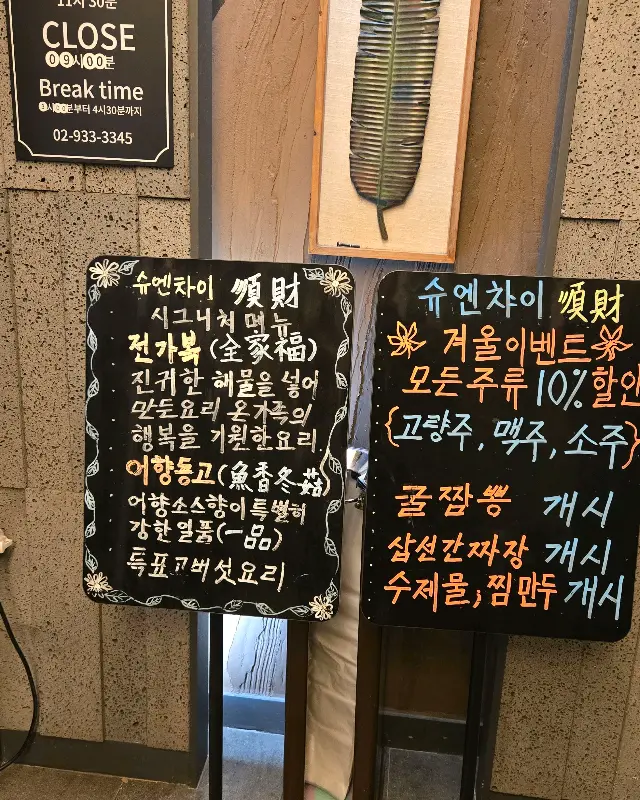 11시 30분
CLOSE
09시00분
Break time
3시00분부터 4시30분까지
02-933-3345
슈엔차이 順財
시그니처 메뉴
전가복 (全家福)
진귀한 해물을 넣어
만든요리 온가족의
행복을 기원한요리
어향동고 (魚香冬菇)
어향소스향이 특별히
강한 일품(一品)
특표고버섯요리
슈엔챠이 順財
겨울이벤트
모든주류 10% 할인
{고량주, 맥주, 소주}
굴짬뽕 개시
삼선간짜장 개시
수제물,찜만두 개시